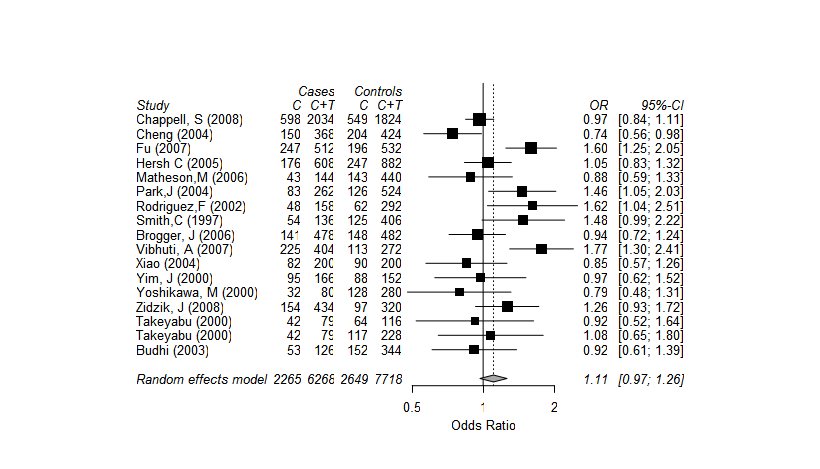 Cases Controls
Study C C+T C C+T OR 95%-CI
Chappell, S (2008) 598 2034 549 1824 0.97 [0.84; 1.11]
Cheng (2004) 150 368 204 424 0.74 [0.56; 0.98]
Fu (2007) 247 512 196 532 1.60 [1.25; 2.05]
Hersh C (2005) 176 608 247 882 1.05 [0.83; 1.32]
Matheson,M (2006) 43 144 143 440 0.88 [0.59; 1.33]
Park,J (2004) 83 262 126 524 1.46 [1.05; 2.03]
Rodriguez,F (2002) 48 158 62 292 1.62 [1.04; 2.51]
Smith,C (1997) 54 136 125 406 1.48 [0.99; 2.22]
Brogger, J (2006) 141 478 148 482 0.94 [0.72; 1.24]
Vibhuti, A (2007) 225 404 113 272 1.77 [1.30; 2.41]
Xiao (2004) 82 200 90 200 0.85 [0.57; 1.26]
Yim, J (2000) 95 166 88 152 0.97 [0.62; 1.52]
Yoshikawa, M (2000) 32 80 128 280 0.79 [0.48; 1.31]
Zidzik, J (2008) 154 434 97 320 1.26 [0.93; 1.72]
Takeyabu (2000) 42 79 64 116 0.92 [0.52; 1.64]
Takeyabu (2000) 42 79 117 228 1.08 [0.65; 1.80]
Budhi (2003) 53 126 152 344 0.92 [0.61; 1.39]
Random effects model 2265 6268 2649 7718 1.11 [0.97; 1.26]
0.5 1 2
Odds Ratio